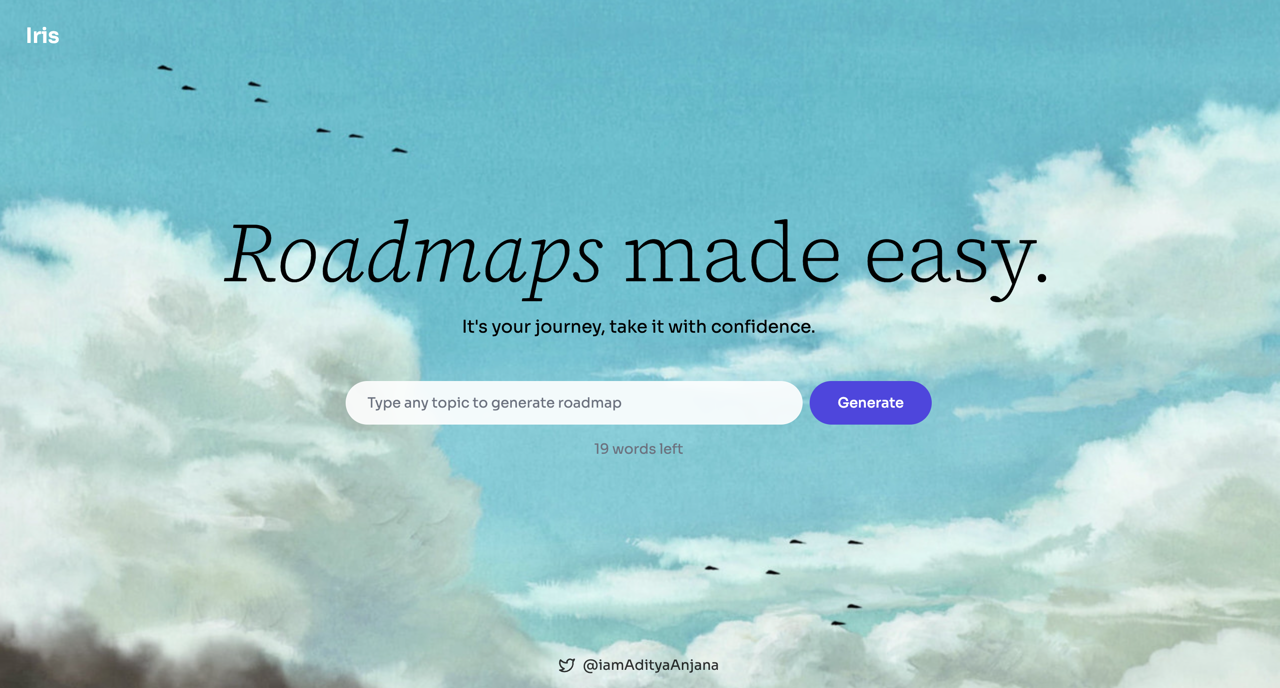 Iris
Roadmaps made easy.
It's your journey, take it with confidence.
Type any topic to generate roadmap
Generate
19 words left
@iamAdityaAnjana